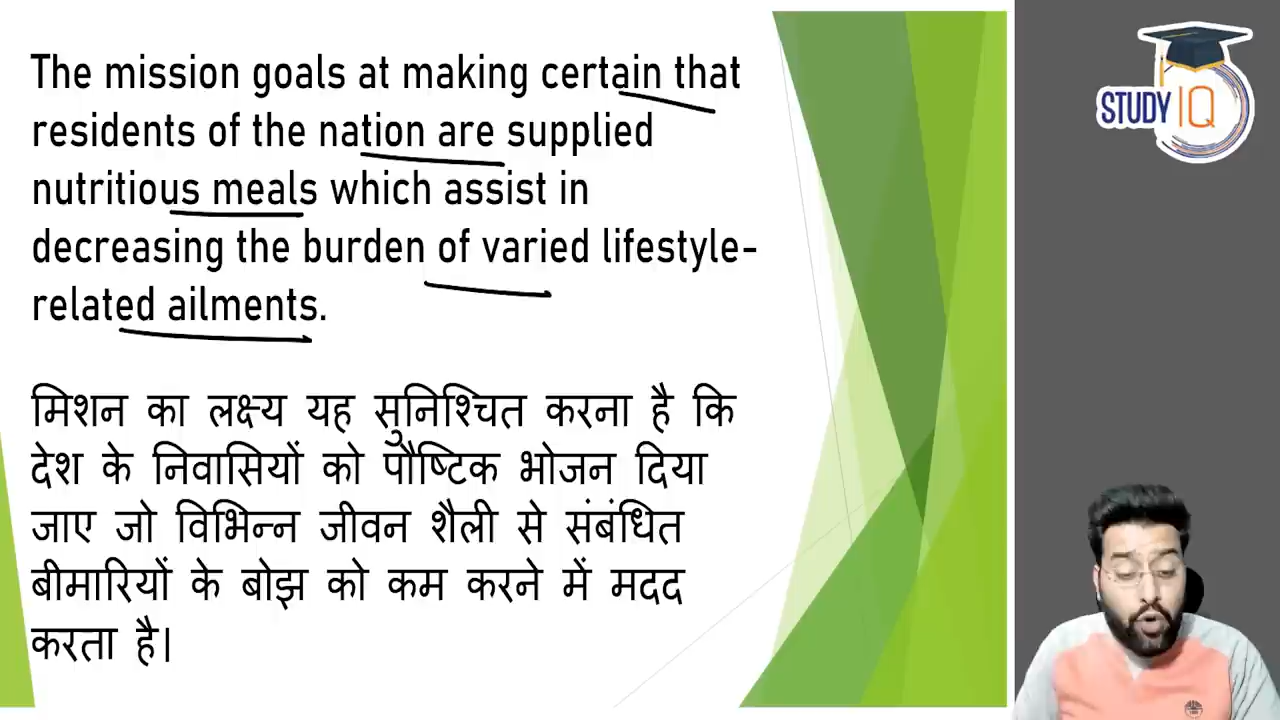 The mission goals at making certain that
residents of the nation are supplied
nutritious meals which assist in
decreasing the burden of varied lifestyle-
related ailments.
मिशन का लक्ष्य यह सुनिश्चित करना है कि
देश के निवासियों को पौष्टिक भोजन दिया
जाए जो विभिन्न जीवन शैली से संबंधित
बीमारियों के बोझ को कम करने में मदद
करता है।
STUDY IQ